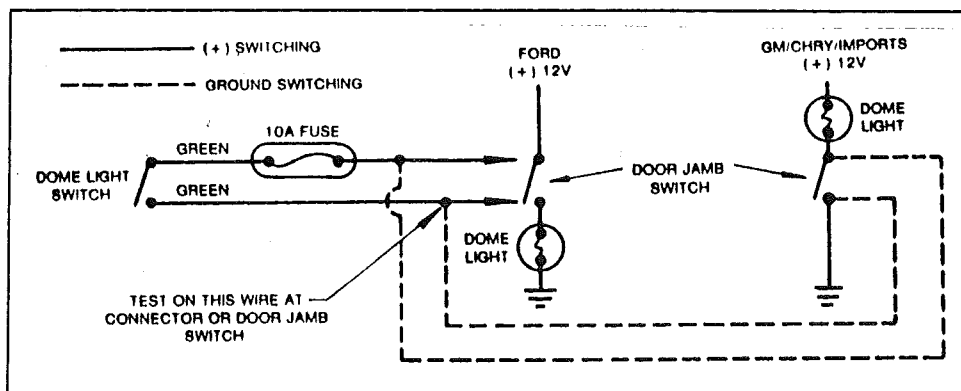 (+) SWITCHING
GROUND SWITCHING
FORD
(+) 12V
GM/CHRY/IMPORTS
(+) 12V
DOME
LIGHT
10A FUSE
GREEN
DOME LIGHT
SWITCH
GREEN
DOOR JAMB
SWITCH
DOME
LIGHT
TEST ON THIS WIRE AT
CONNECTOR OR DOOR JAMB
SWITCH